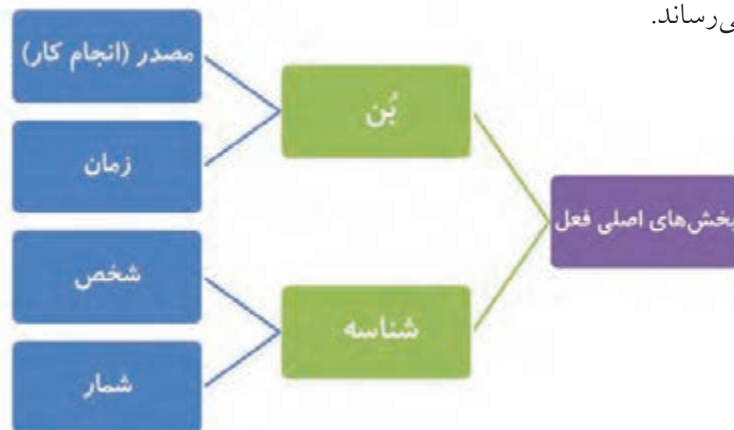 می‌رساند.
بخش‌های اصلی فعل
بُن
مصدر (انجام کار)
زمان
شناسه
شخص
شمار